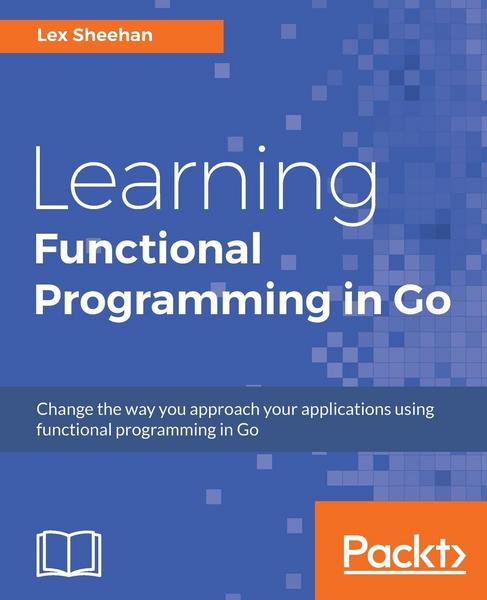 Lex Sheehan
Learning
Functional
Programming in Go
Change the way you approach your applications using
functional programming in Go
Packt>